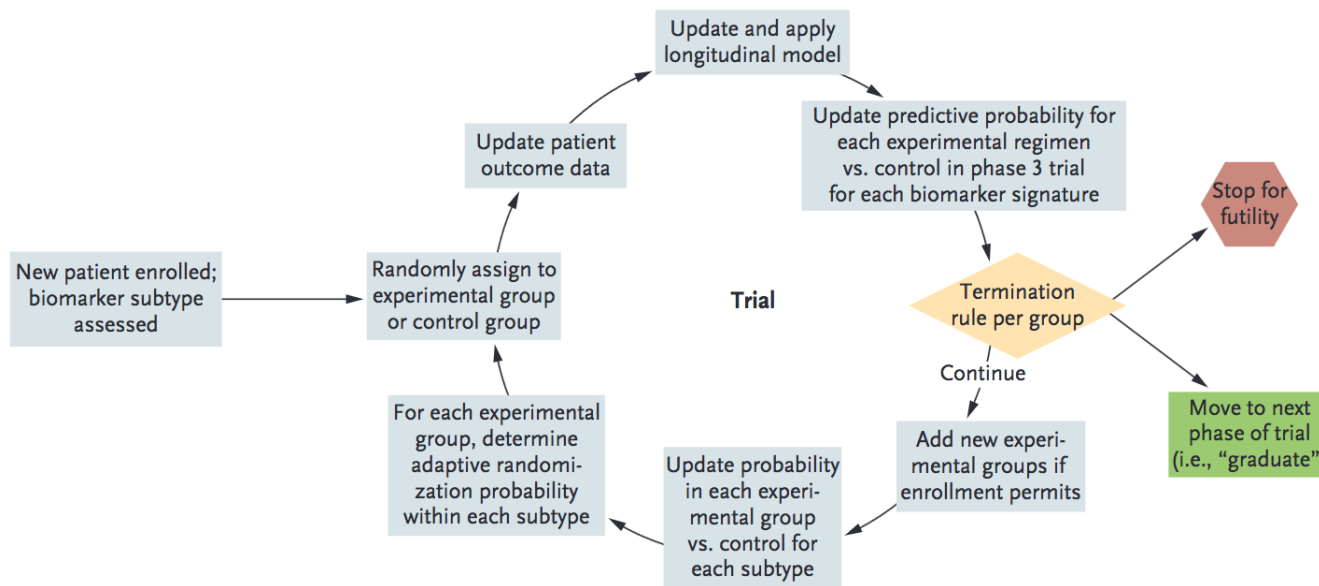 Update and apply
longitudinal model
Update predictive probability for
each experimental regimen
vs. control in phase 3 trial
for each biomarker signature
Update patient
outcome data
Stop for
futility
New patient enrolled;
biomarker subtype
assessed
Randomly assign to
experimental group
or control group
Trial
Termination
rule per group
Continue
Move to next
phase of trial
(i.e., “graduate”
Add new experi-
mental groups if
enrollment permits
Update probability
in each experi-
mental group
vs. control for
each subtype
For each experimental
group, determine
adaptive randomi-
zation probability
within each subtype